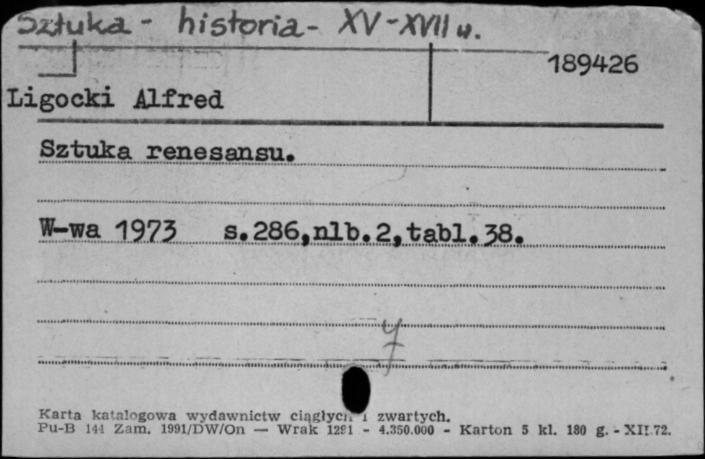 Sztuka - historia - XV-XVII w.
189426
Ligocki Alfred
Sztuka renesansu.
W-wa 1973 s.286,nlb.2,tabl.38.
Karta katalogowa wydawnictw ciągłych i zwartych.
Pu-B 144 Zam. 1991/DW/On — Wrak 1291 - 4.350.000 - Karton 5 kl. 180 g. - XII.72.